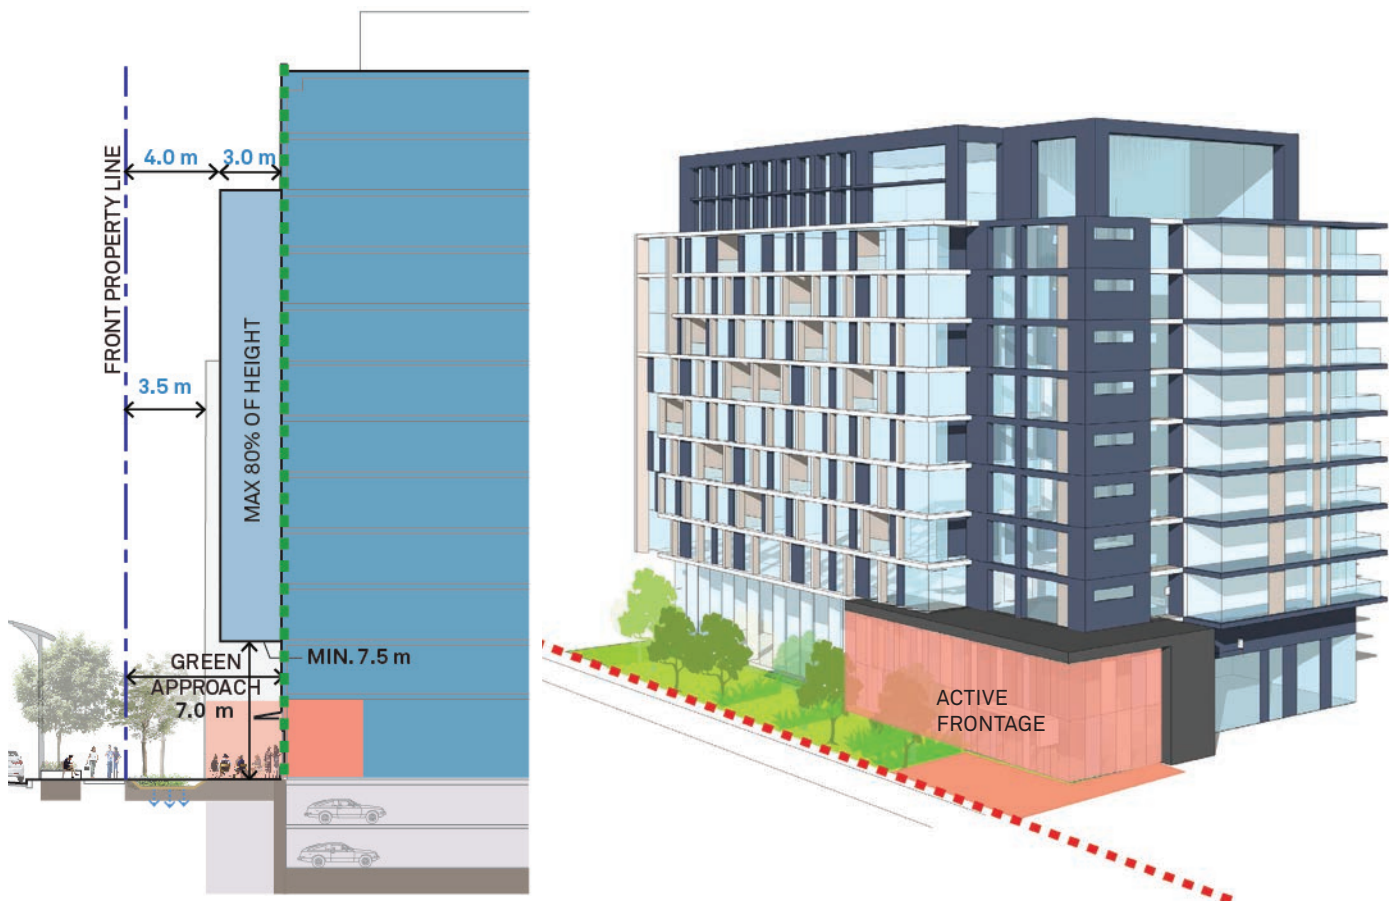 4.0 m
3.0 m
FRONT PROPERTY LINE
MAX 80% OF HEIGHT
3.5 m
GREEN
APPROACH
7.0 m
MIN. 7.5 m
ACTIVE
FRONTAGE